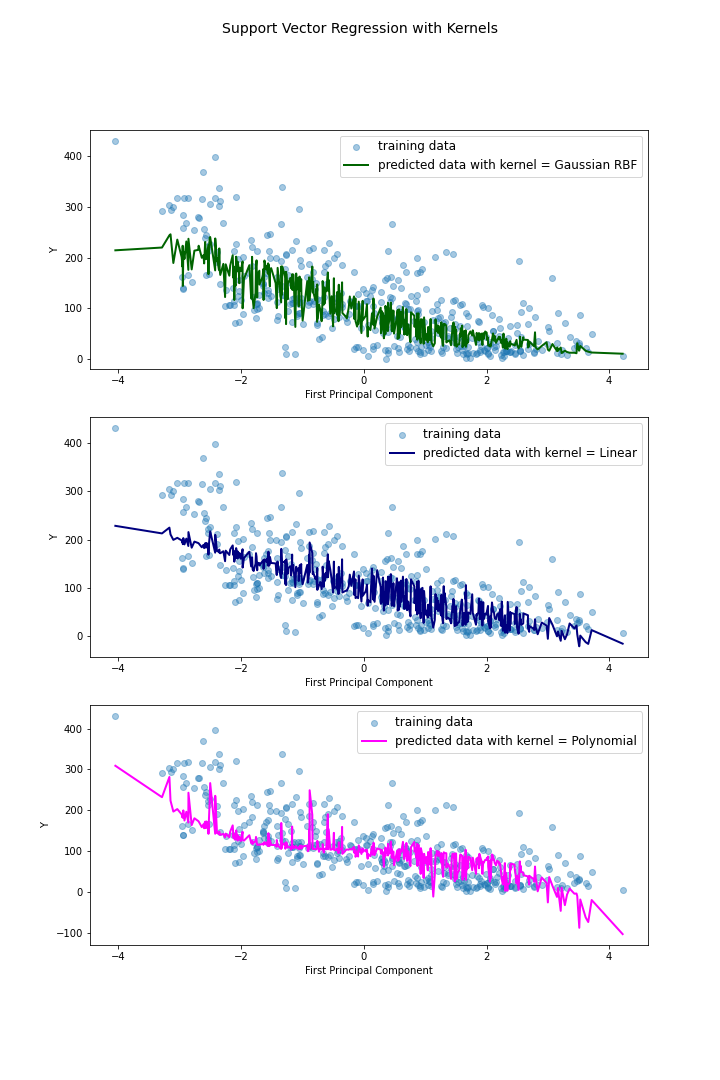 Support Vector Regression with Kernels
training data
predicted data with kernel = Gaussian RBF
400
300
200
100
0
Y
−4
−2
0
2
4
First Principal Component
training data
predicted data with kernel = Linear
400
300
200
100
0
Y
−4
−2
0
2
4
First Principal Component
training data
predicted data with kernel = Polynomial
400
300
200
100
0
−100
Y
−4
−2
0
2
4
First Principal Component